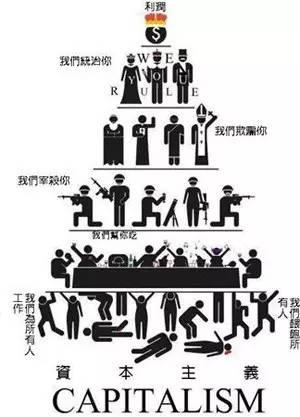 利潤
$
我們統治你
WE
RULE
我們欺騙你
我們宰殺你
我們幫你吃
我們為所有人
工作
我們餵飽所
有人
資本主義
CAPITALISM